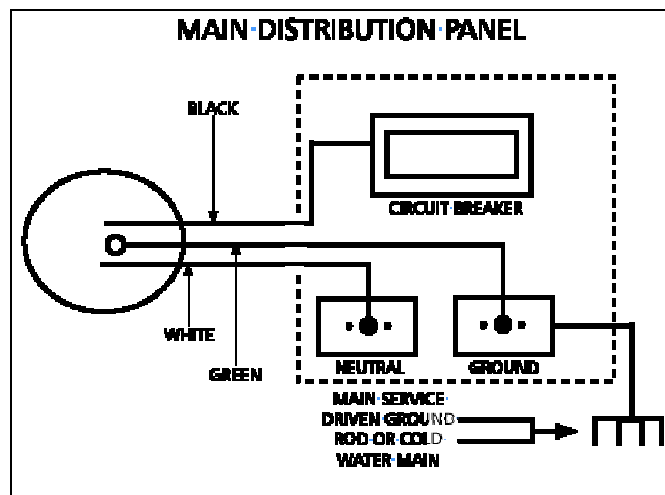 MAIN DISTRIBUTION PANEL
BLACK
CIRCUIT BREAKER
WHITE
GREEN
NEUTRAL
GROUND
MAIN SERVICE
DRIVEN GROUND
ROD OR COLD
WATER MAIN